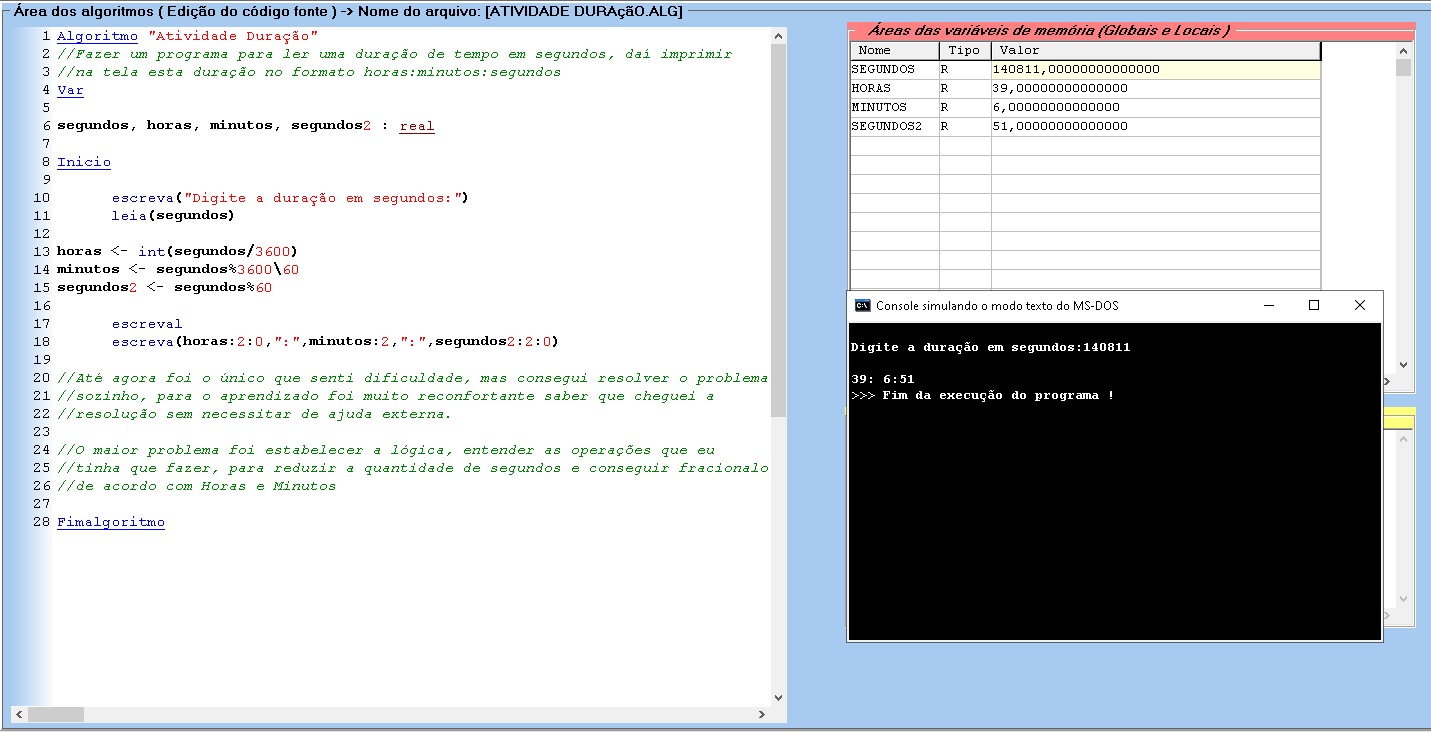 Área dos algoritmos ( Edição do código fonte ) -> Nome do arquivo: [ATIVIDADE DURAçãO.ALG]
1 Algoritmo "Atividade Duração"
2 //Fazer um programa para ler uma duração de tempo em segundos, daí imprimir
3 //na tela esta duração no formato horas:minutos:segundos
4 Var
5
6 segundos, horas, minutos, segundos2 : real
7
8 Inicio
9
10 escreva("Digite a duração em segundos:")
11 leia(segundos)
12
13 horas <- int(segundos/3600)
14 minutos <- segundos%3600\60
15 segundos2 <- segundos%60
16
17 escreval
18 escreva(horas:2:0,":",minutos:2,":",segundos2:2:0)
19
20 //Até agora foi o único que senti dificuldade, mas consegui resolver o problema
21 //sozinho, para o aprendizado foi muito reconfortante saber que cheguei a
22 //resolução sem necessitar de ajuda externa.
23
24 //O maior problema foi estabelecer a lógica, entender as operações que eu
25 //tinha que fazer, para reduzir a quantidade de segundos e conseguir fracionalo
26 //de acordo com Horas e Minutos
27
28 Fimalgoritmo
Áreas das variáveis de memória (Globais e Locais )
Nome Tipo Valor
SEGUNDOS R 140811,00000000000000
HORAS R 39,00000000000000
MINUTOS R 6,00000000000000
SEGUNDOS2 R 51,00000000000000
Console simulando o modo texto do MS-DOS
Digite a duração em segundos:140811
39: 6:51
>>> Fim da execução do programa !